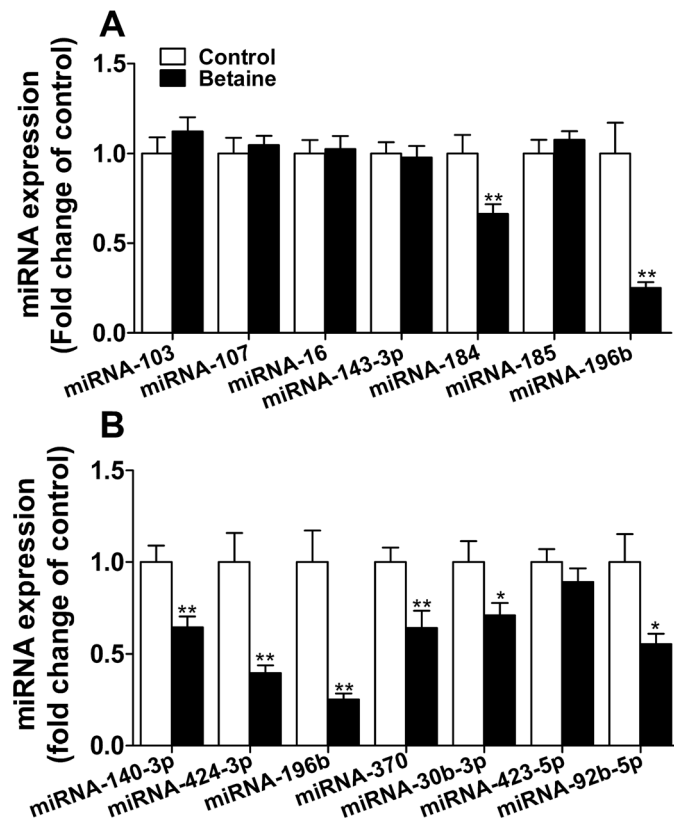 A
Control
Betaine
miRNA expression
(Fold change of control)
1.5
1.0
0.5
0.0
**
**
miRNA-103
miRNA-107
miRNA-16
miRNA-143-3p
miRNA-184
miRNA-185
miRNA-196b
B
miRNA expression
(fold change of control)
1.5
1.0
0.5
0.0
**
**
**
**
*
*
miRNA-140-3p
miRNA-424-3p
miRNA-196b
miRNA-370
miRNA-30b-3p
miRNA-423-5p
miRNA-92b-5p